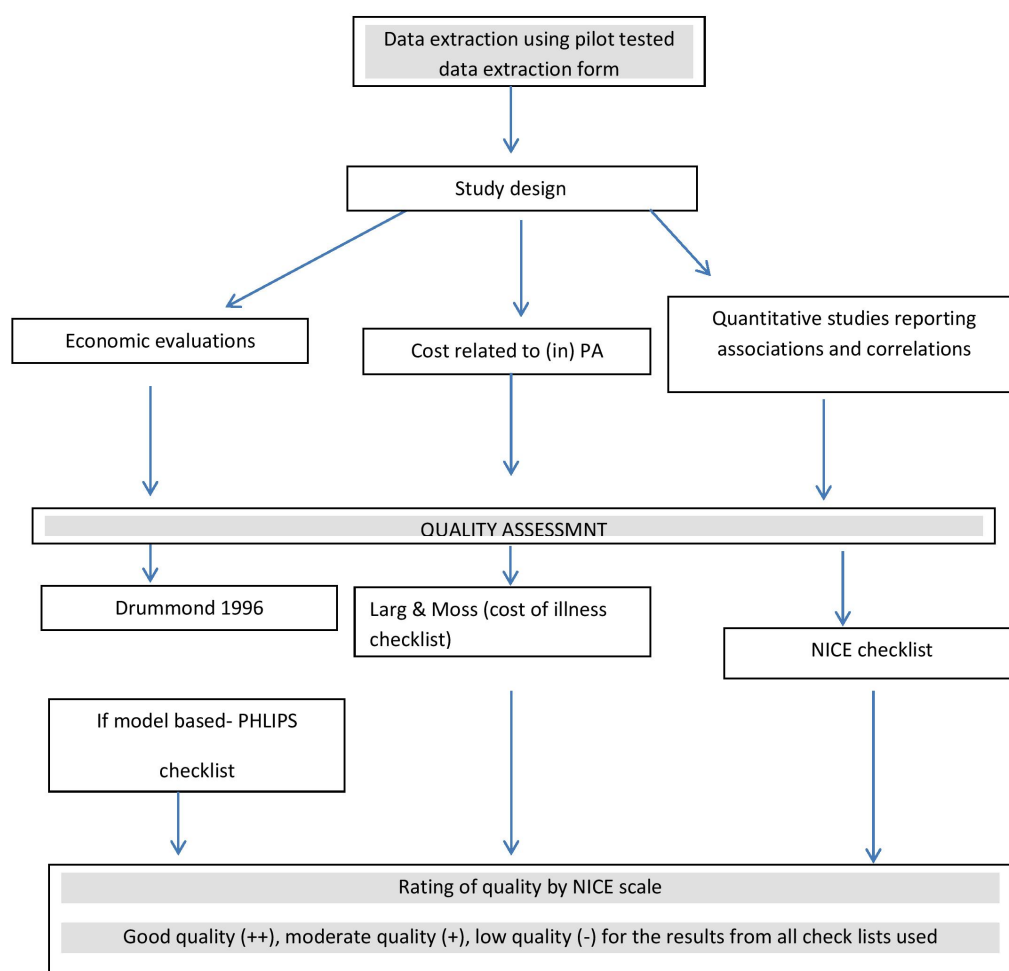 Data extraction using pilot tested
data extraction form
Study design
Economic evaluations
Cost related to (in) PA
Quantitative studies reporting
associations and correlations
QUALITY ASSESSMNT
Drummond 1996
Larg & Moss (cost of illness
checklist)
NICE checklist
If model based- PHLIPS
checklist
Rating of quality by NICE scale
Good quality (++), moderate quality (+), low quality (-) for the results from all check lists used